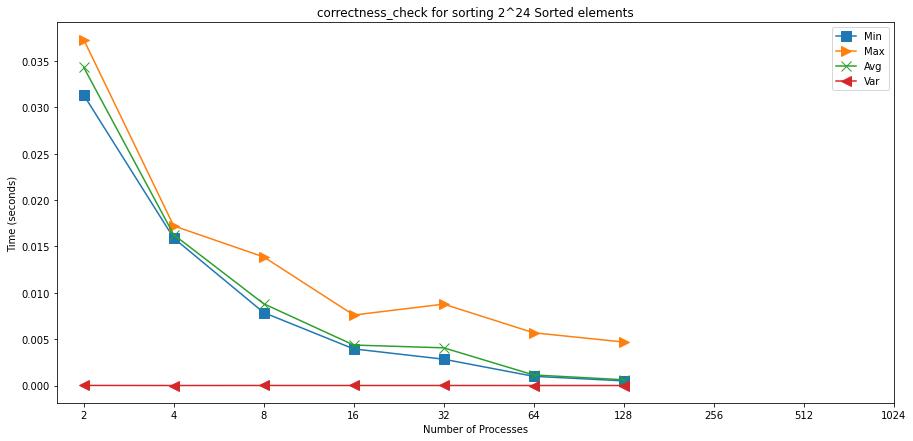 correctness_check for sorting 2^24 Sorted elements
Min
Max
Avg
Var
Time (seconds)
0.035
0.030
0.025
0.020
0.015
0.010
0.005
0.000
2 4 8 16 32 64 128 256 512 1024
Number of Processes